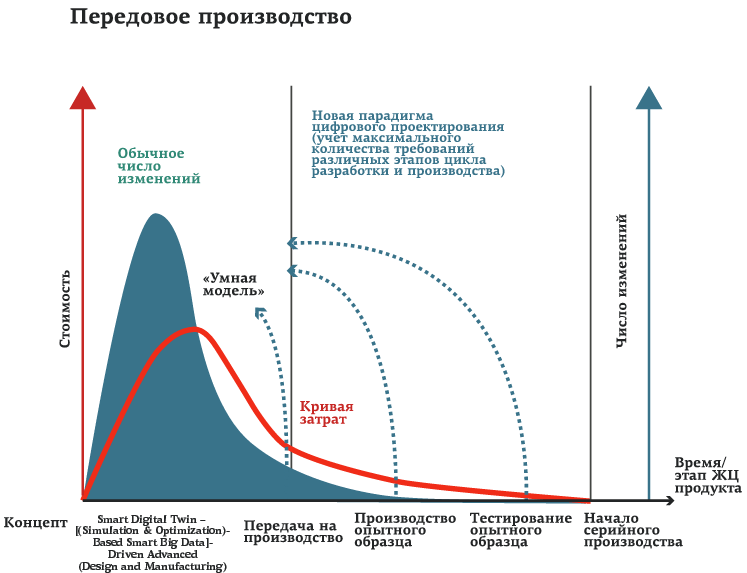 Передовое производство
Новая парадигма
цифрового проектирования
(учет максимального
количества требований
различных этапов цикла
разработки и производства)
Обычное
число
изменений
«Умная
модель»
Стоимость
Число изменений
Кривая
затрат
Время/
этап ЖЦ
продукта
Концепт
Smart Digital Twin –
[(Simulation & Optimization)-
Based Smart Big Data]-
Driven Advanced
(Design and Manufacturing)
Передача на
производство
Производство
опытного
образца
Тестирование
опытного
образца
Начало
серийного
производства